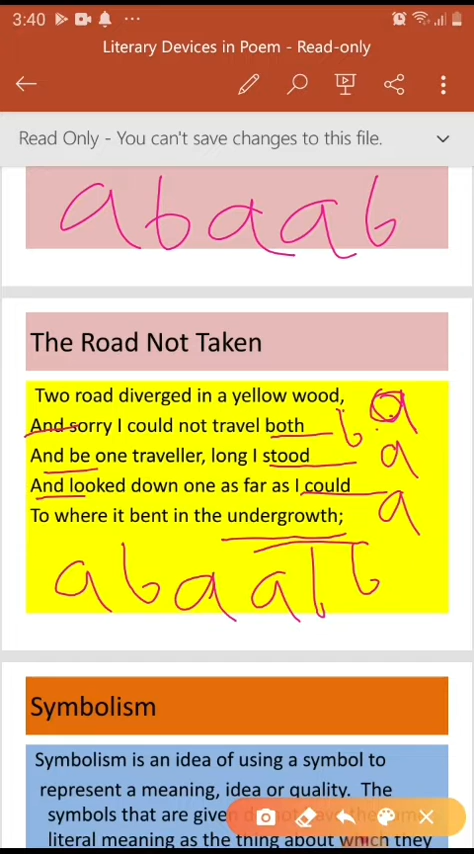 3:40
Literary Devices in Poem - Read-only
Read Only - You can't save changes to this file.
a b a a b
The Road Not Taken
Two road diverged in a yellow wood, a
And sorry I could not travel both b
And be one traveller, long I stood a
And looked down one as far as I could a
To where it bent in the undergrowth;
a b a a b
Symbolism
Symbolism is an idea of using a symbol to
represent a meaning, idea or quality. The
symbols that are given
literal meaning as the thing about which they